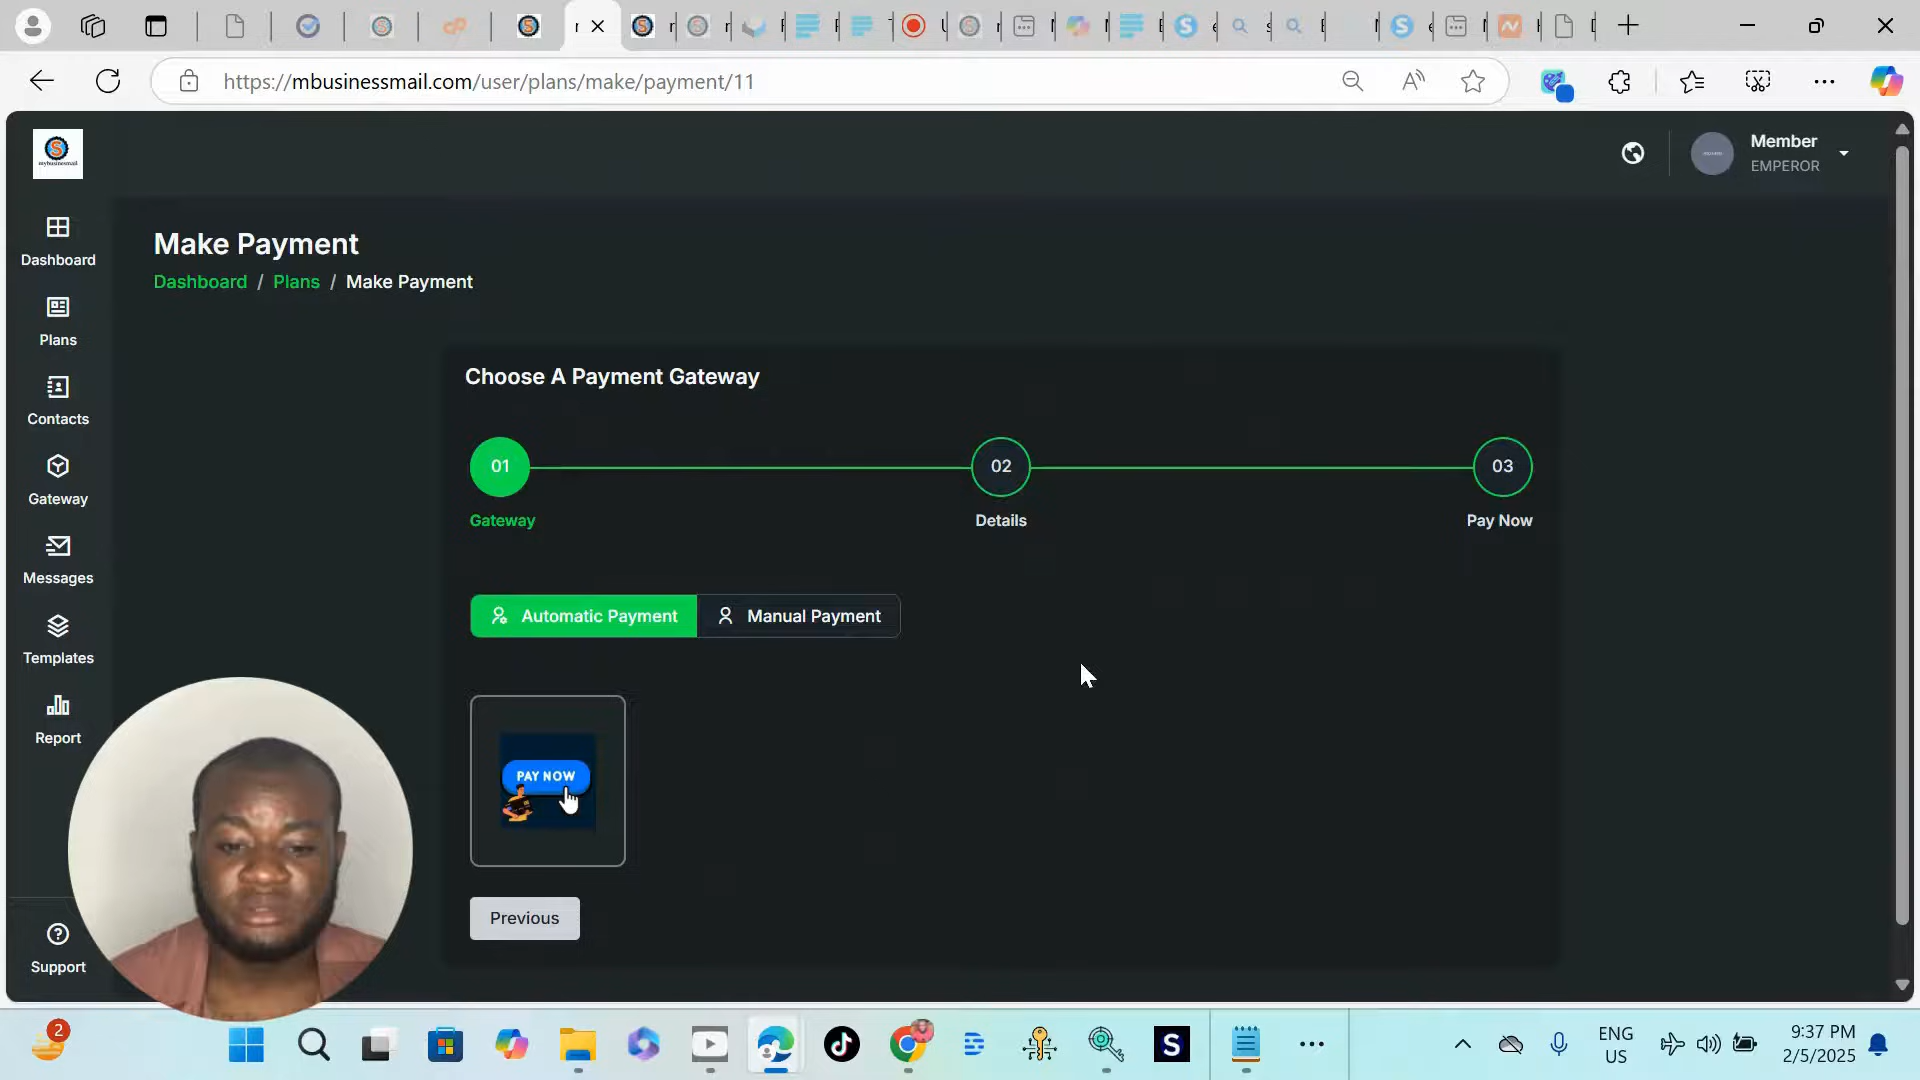 https://mbusinessmail.com/user/plans/make/payment/11
Member
EMPEROR
Dashboard
Plans
Contacts
Gateway
Messages
Templates
Report
Support
Make Payment
Dashboard / Plans / Make Payment
Choose A Payment Gateway
01
02
03
Gateway
Details
Pay Now
Automatic Payment
Manual Payment
PAY NOW
Previous
2
ENG
US
9:37 PM
2/5/2025